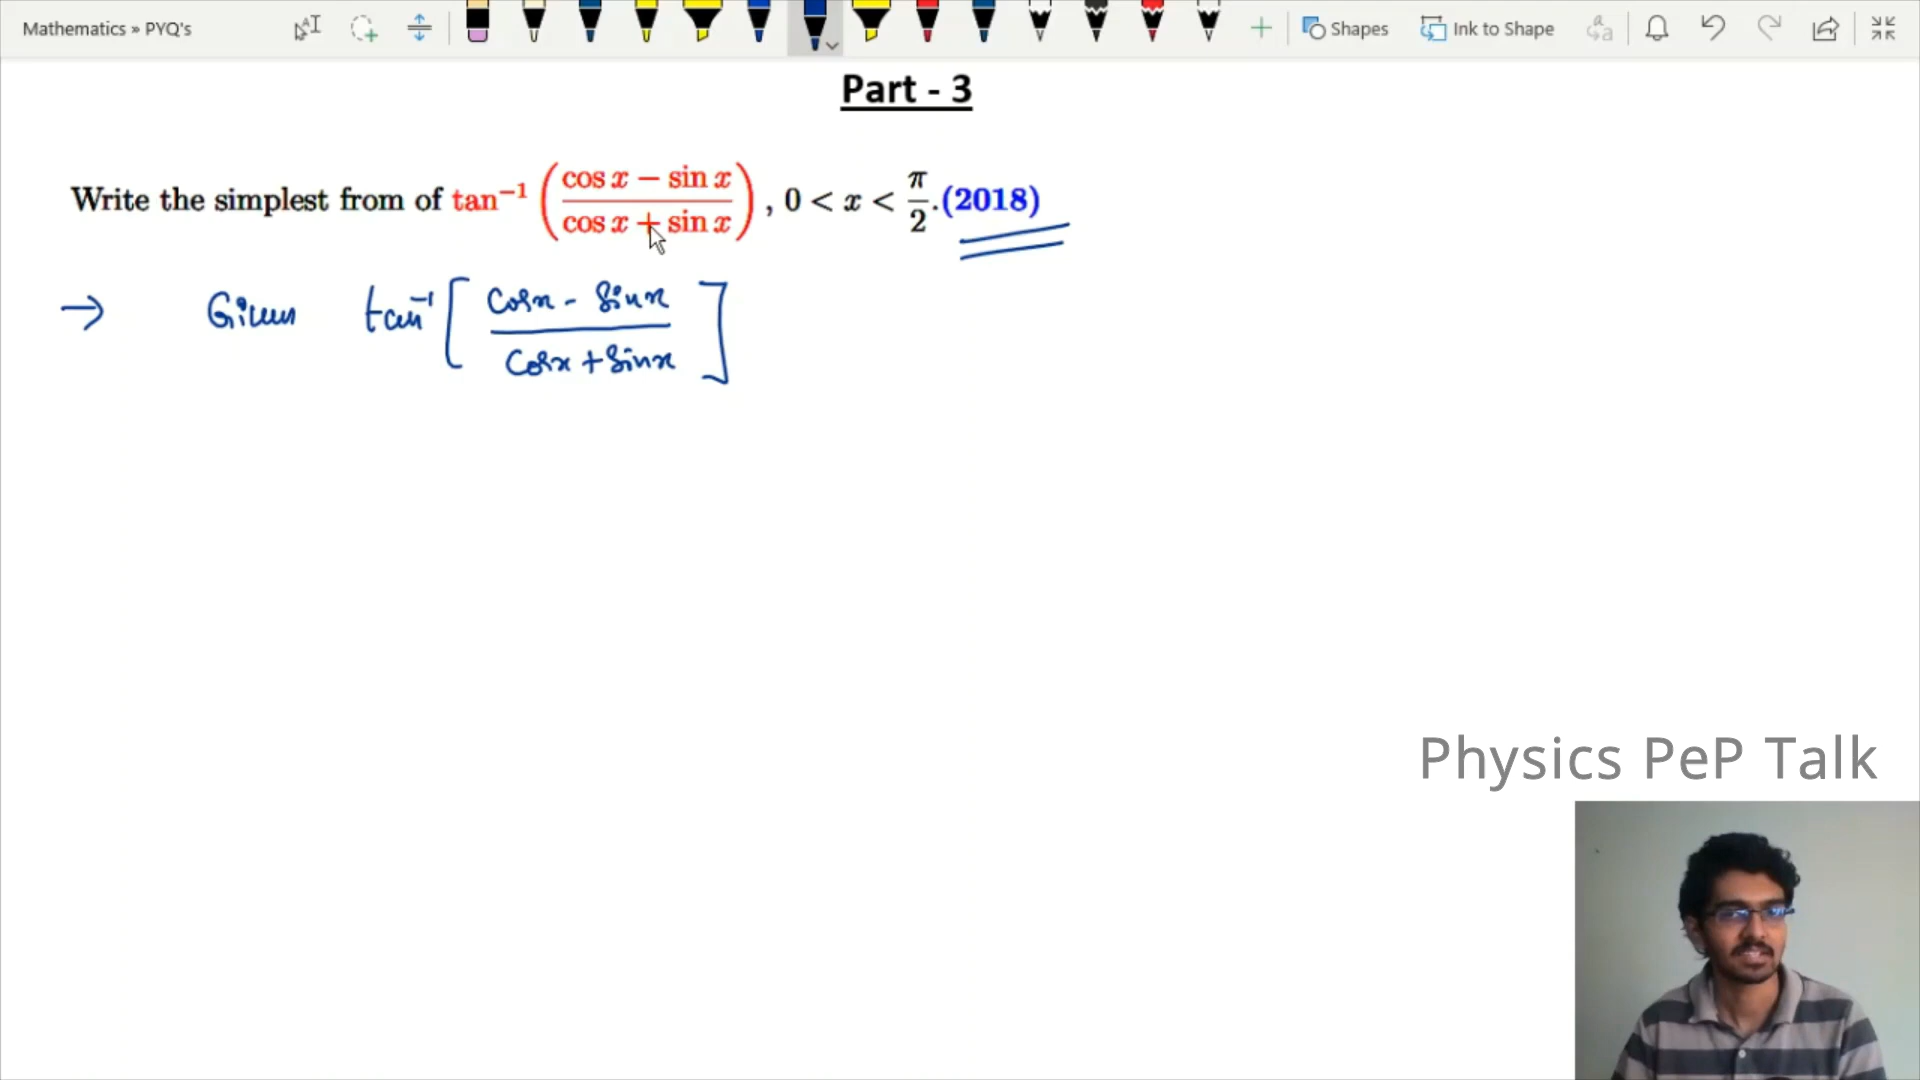 Mathematics » PYQ's
Shapes
Ink to Shape
Part - 3
Write the simplest from of tan⁻¹ (cos x − sin x / cos x + sin x), 0 < x < π/2.(2018)
→ Given tan⁻¹ [cosx - sinx / cosx + sinx]
Physics PeP Talk